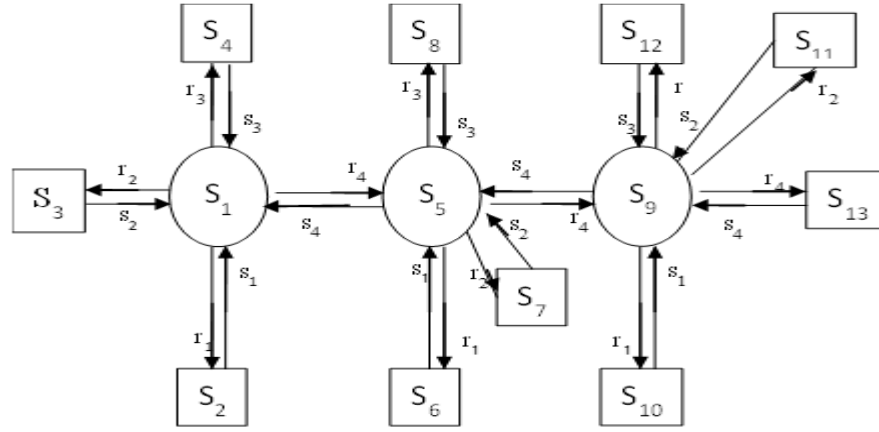 S₄ S₈ S₁₂ S₁₁
r₃ s₃ r₃ s₃ s₃ r s₂ r₂
S₃ r₂ s₂ S₁ r₄ s₄ S₅ s₄ r₄ S₉ r₄ s₄ S₁₃
s₂ r₂ S₇
r₁ s₁ s₁ r₁ r₁ s₁
S₂ S₆ S₁₀